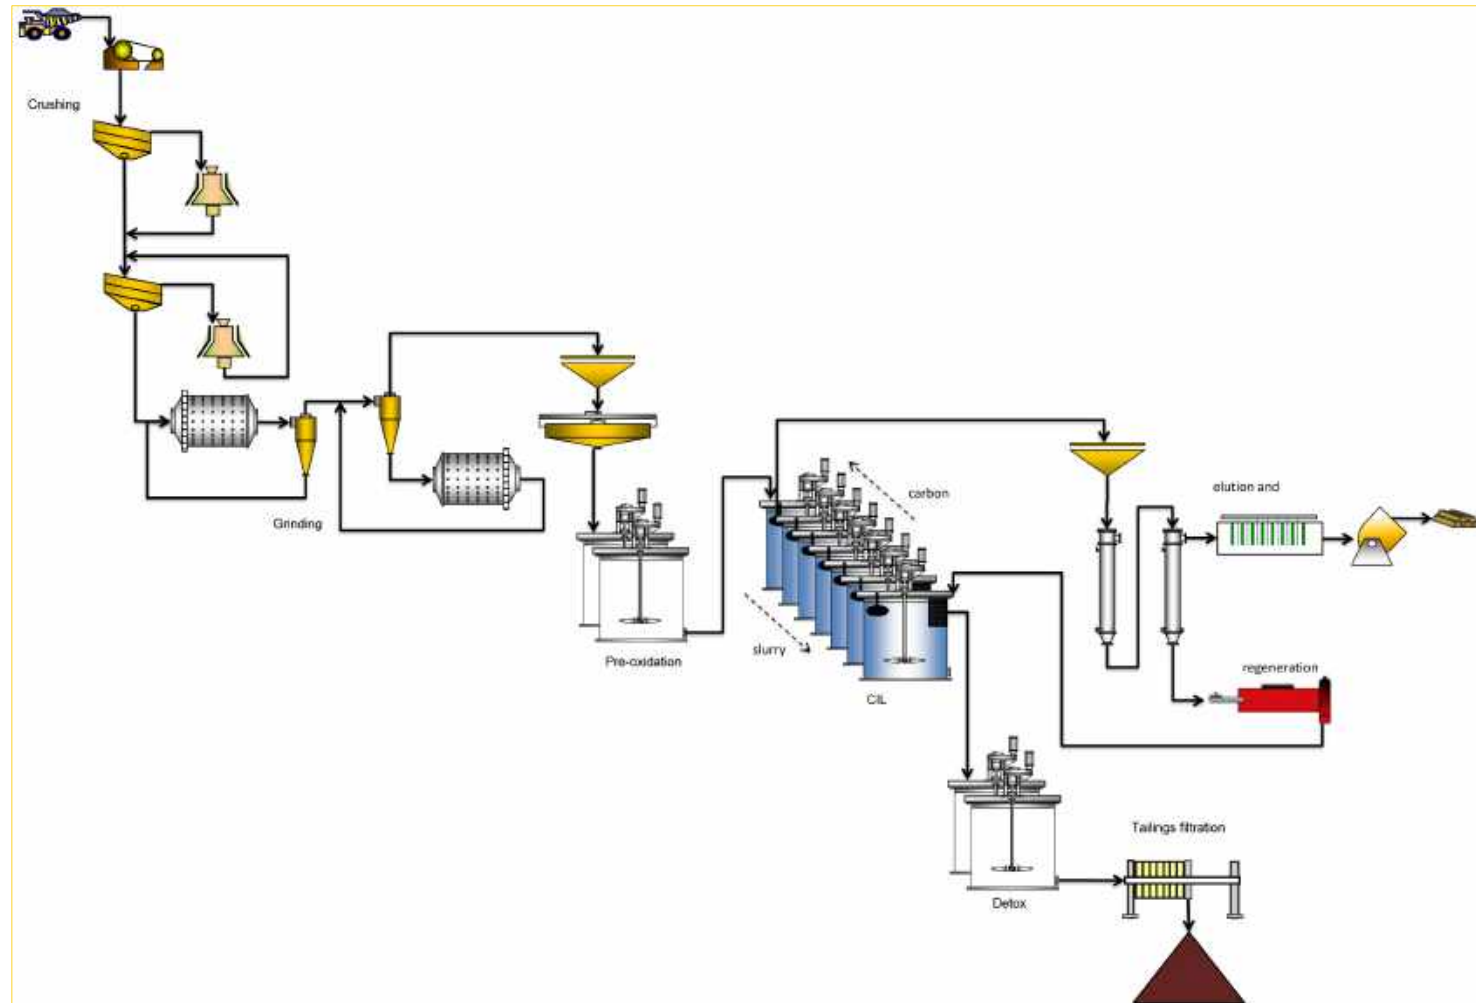 Crushing
Grinding
carbon
elution and
Pre-oxidation
slurry
CIL
regeneration
Tailings filtration
Detox